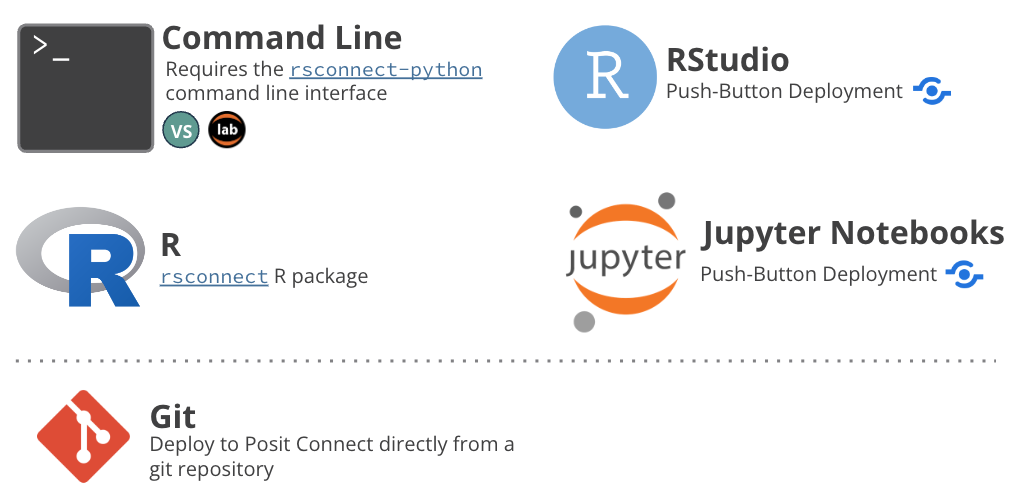 >_
Command Line
Requires the rsconnect-python
command line interface
VS
lab
R
RStudio
Push-Button Deployment
R
R
rsconnect R package
jupyter
Jupyter Notebooks
Push-Button Deployment
Git
Deploy to Posit Connect directly from a
git repository